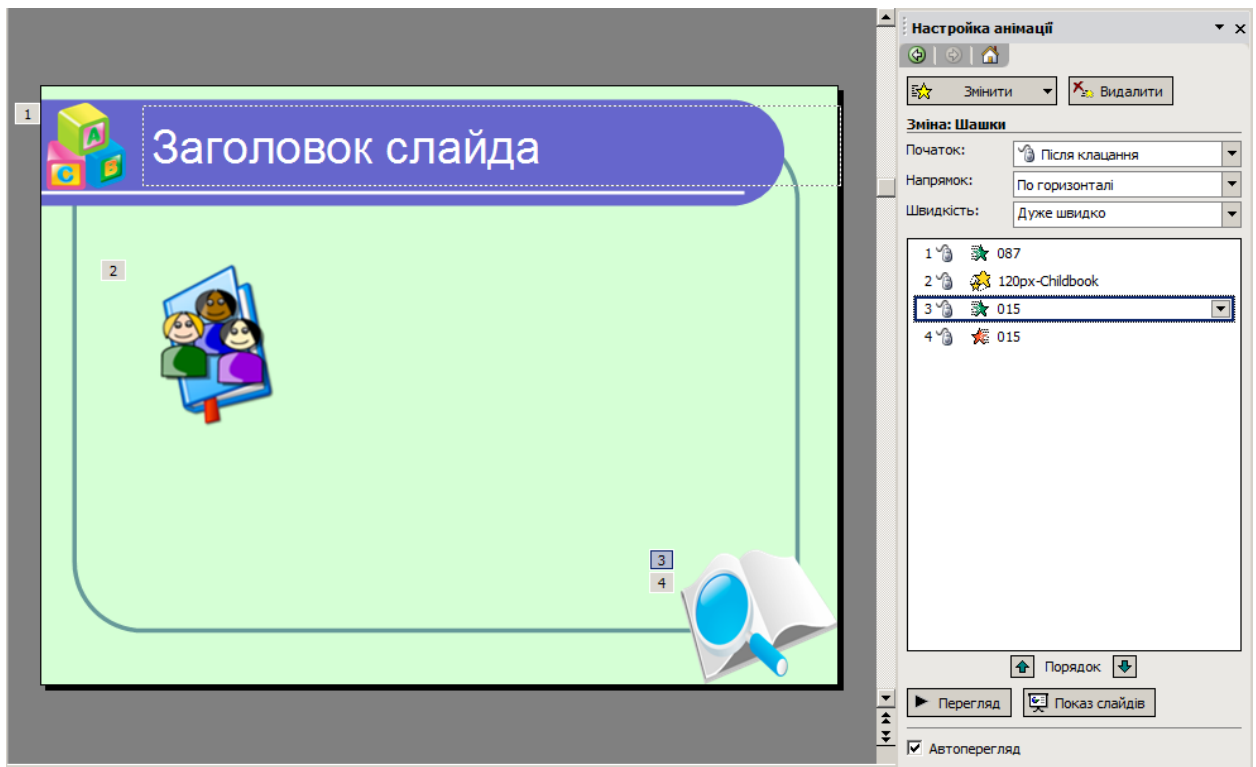 1
A
C
B
Заголовок слайда
2
3
4
Настройка анімації
Змінити
Видалити
Зміна: Шашки
Початок: Після клацання
Напрямок: По горизонталі
Швидкість: Дуже швидко
1 087
2 120px-Childbook
3 015
4 015
Порядок
Перегляд Показ слайдів
Автоперегляд